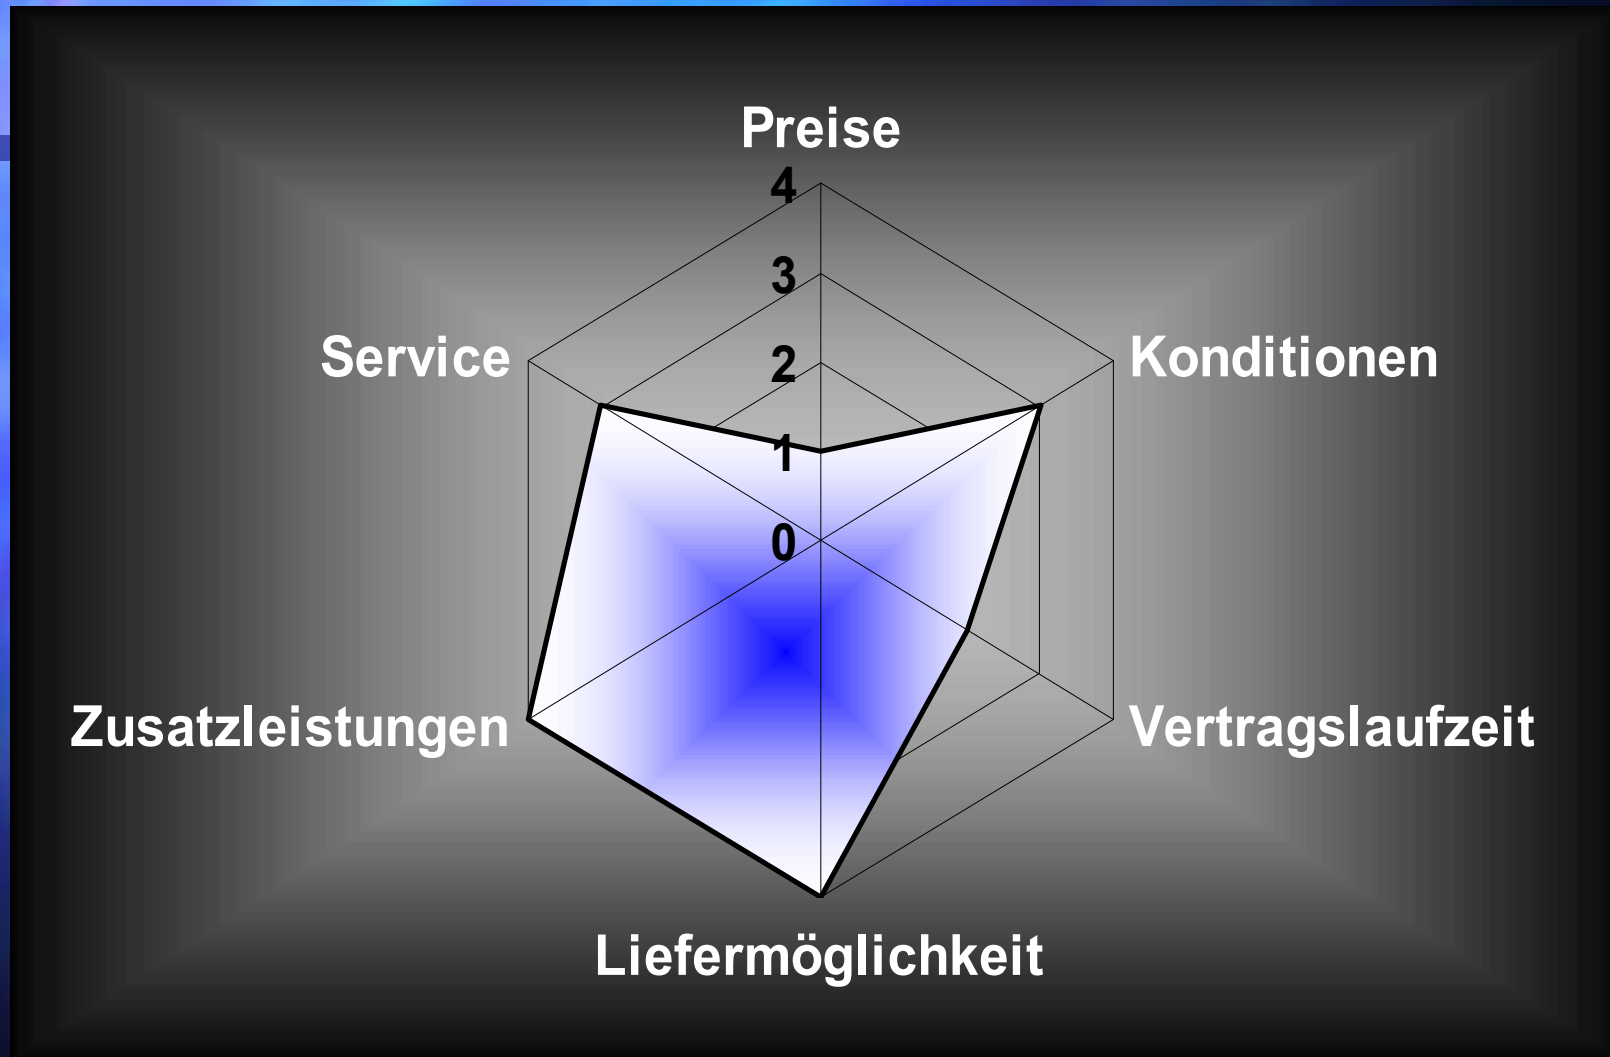 Preise
4
3
Service
2
Konditionen
1
0
Zusatzleistungen
Vertragslaufzeit
Liefermöglichkeit